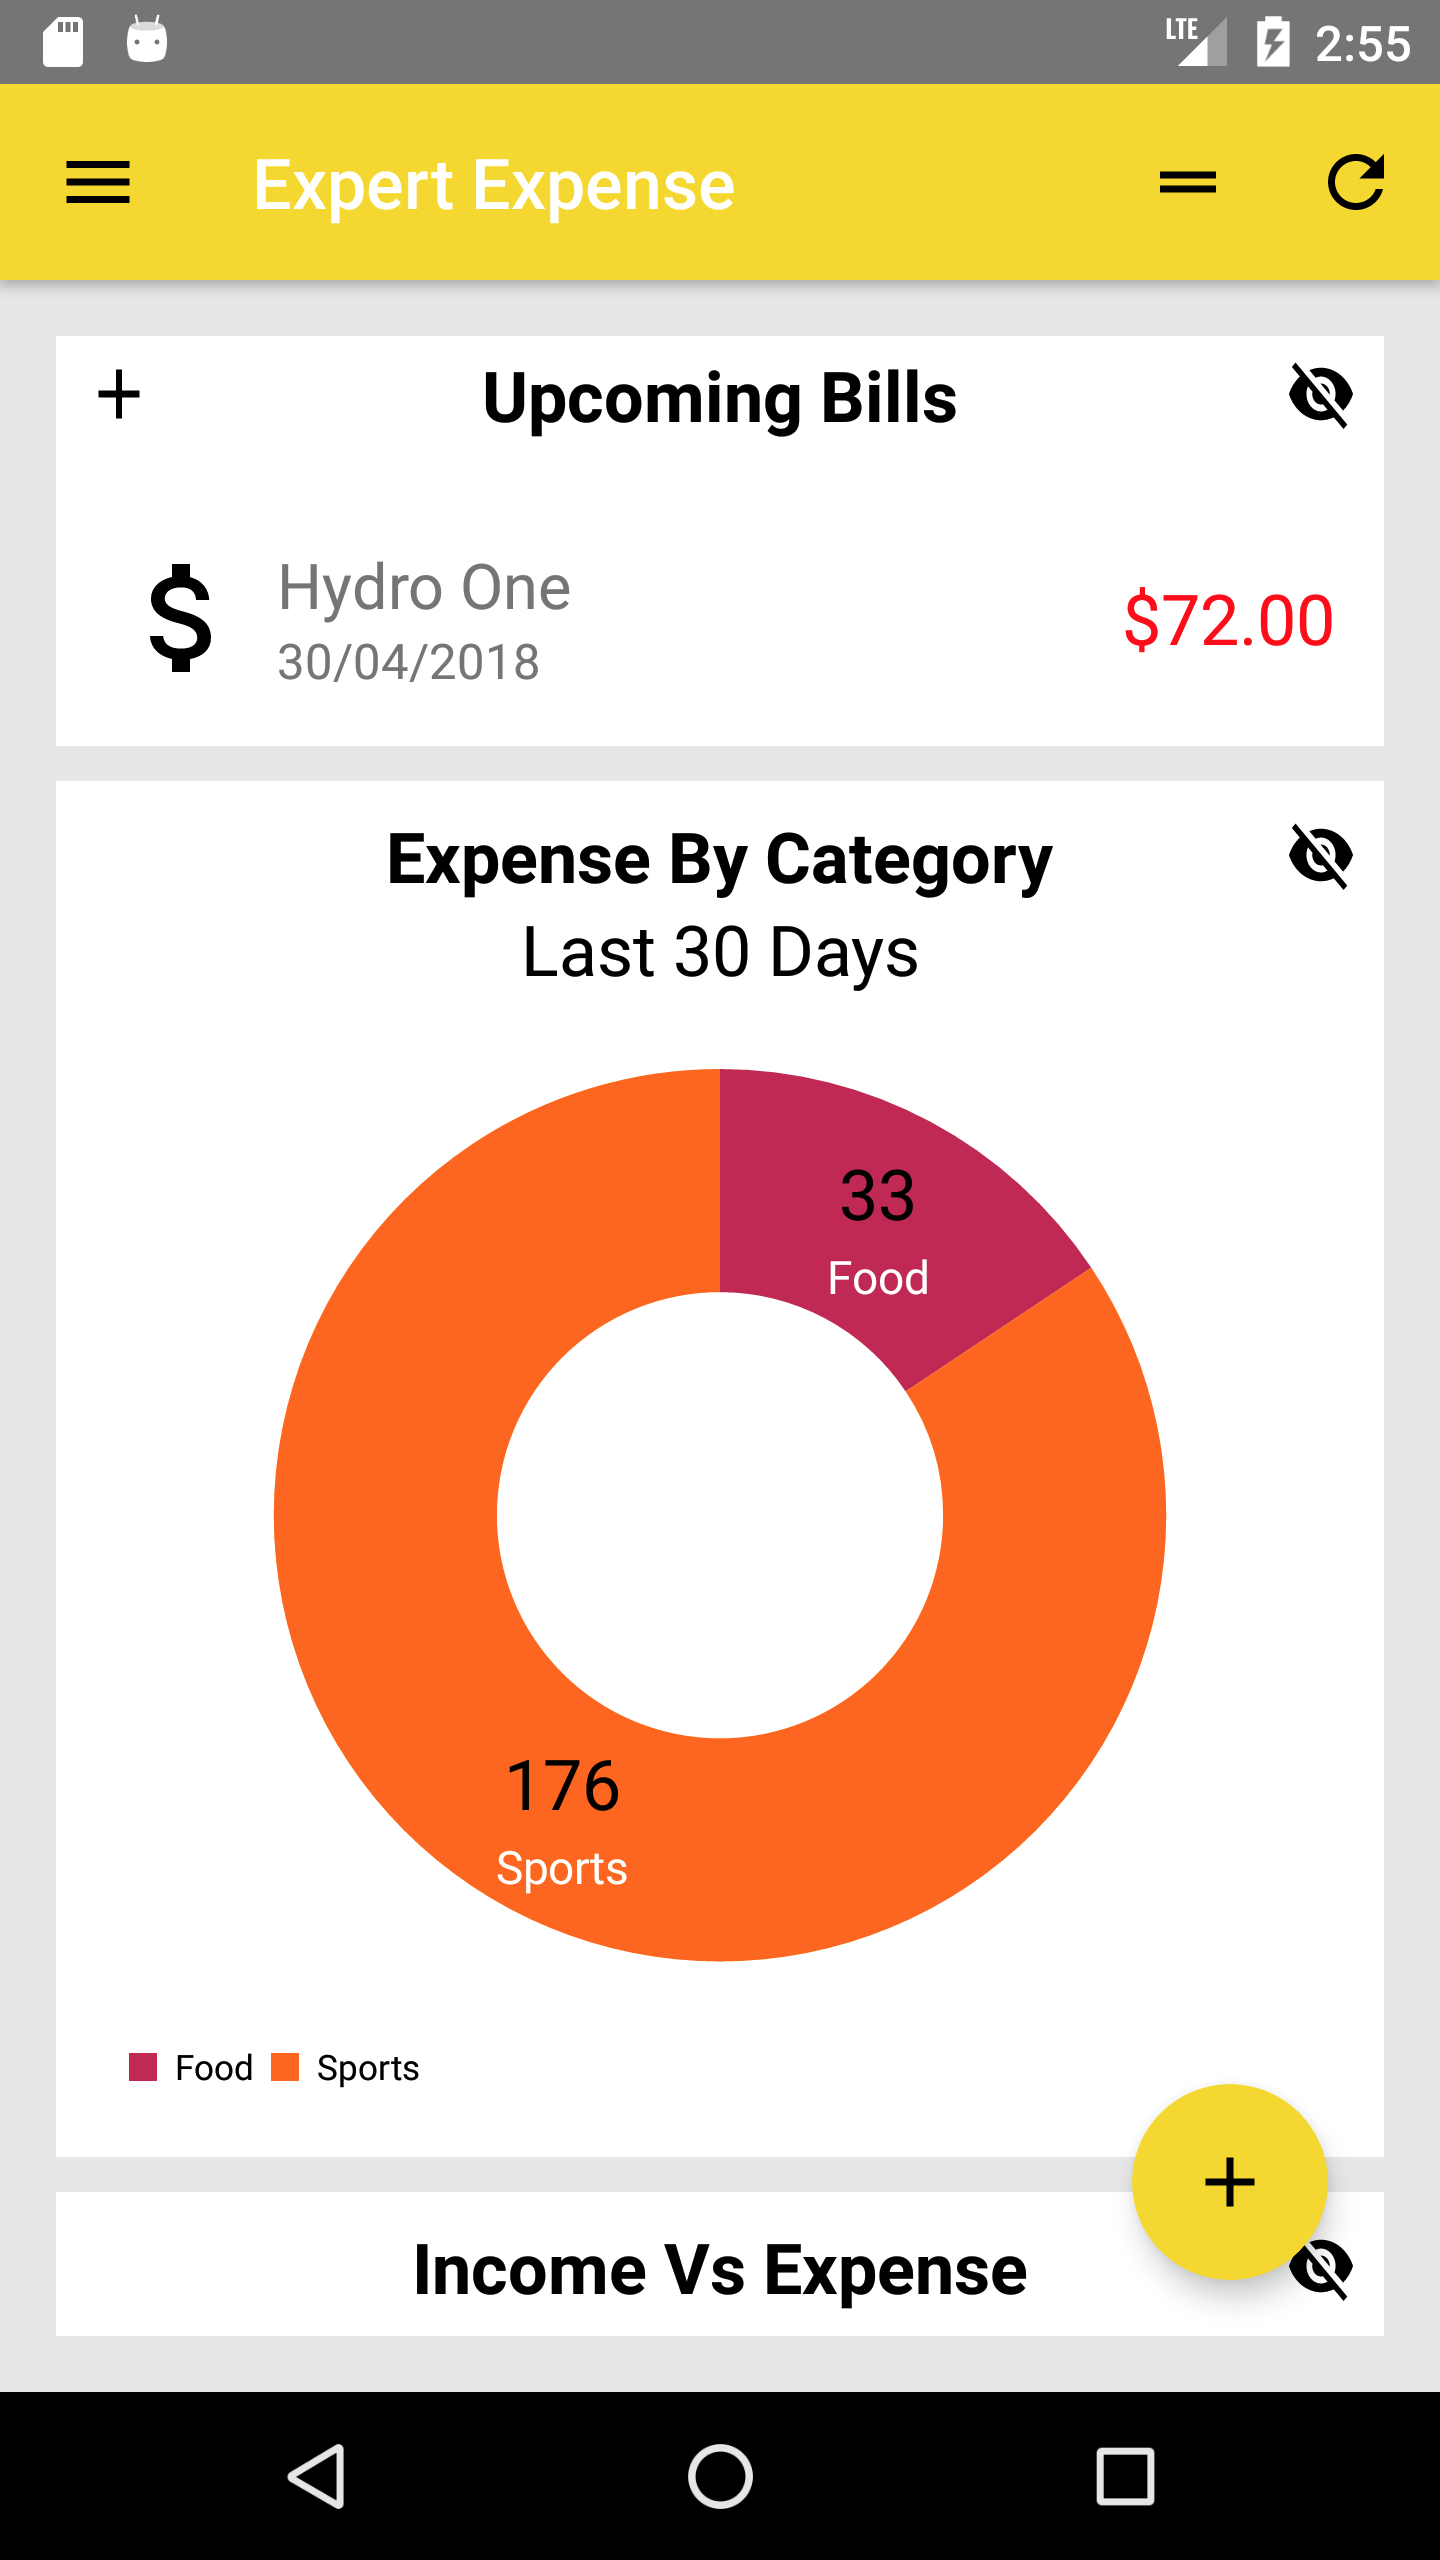 LTE 2:55
Expert Expense
Upcoming Bills
Hydro One
30/04/2018
$72.00
Expense By Category
Last 30 Days
33
Food
176
Sports
Food Sports
Income Vs Expense